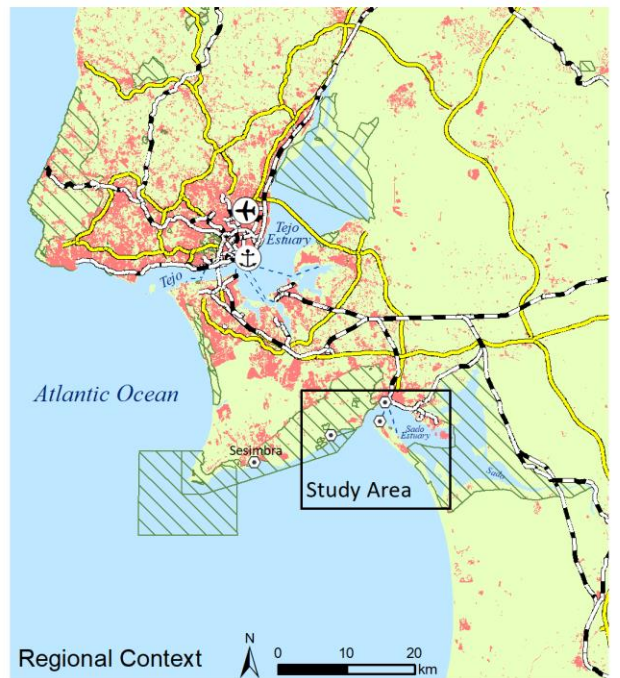 Tejo
Estuary
Tejo
Atlantic Ocean
Sesimbra
Sado
Estuary
Sado
Study Area
Regional Context
N
0 10 20
km